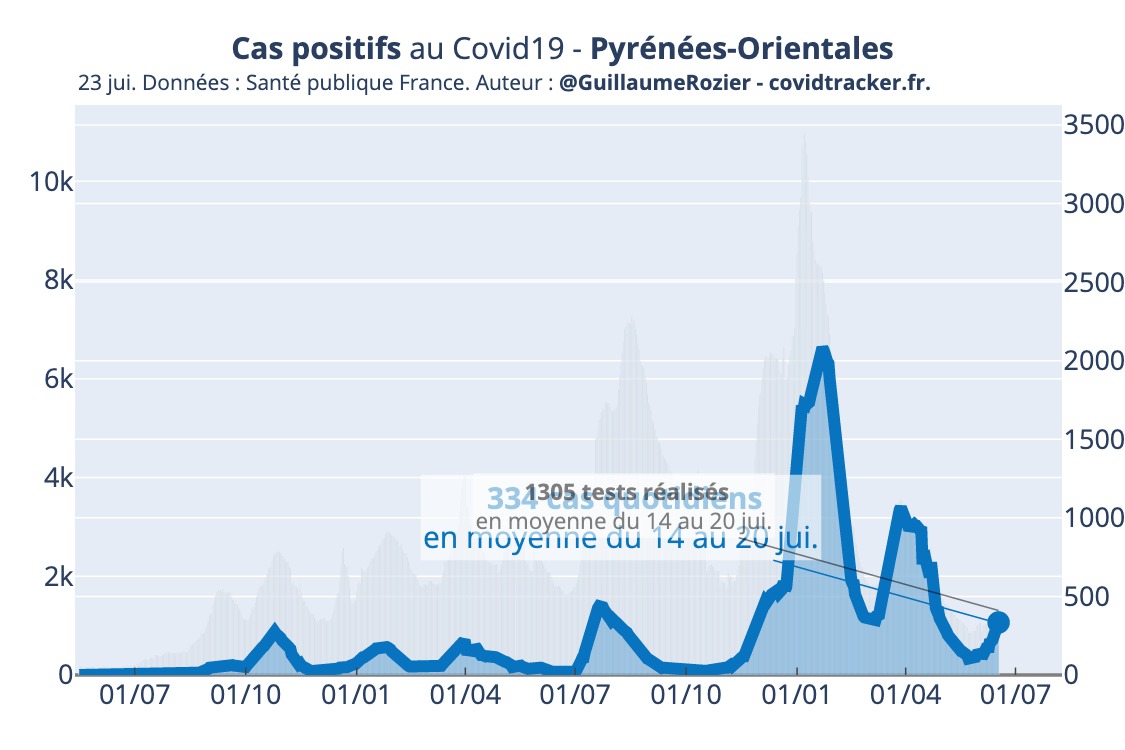 Cas positifs au Covid19 - Pyrénées-Orientales
23 jui. Données : Santé publique France. Auteur : @GuillaumeRozier - covidtracker.fr.
3500
10k
3000
8k
2500
2000
6k
1500
4k
334 cas quotidiens
1305 tests réalisés
en moyenne du 14 au 20 jui.
en moyenne du 14 au 20 jui.
1000
2k
500
0
0
01/07 01/10 01/01 01/04 01/07 01/10 01/01 01/04 01/07